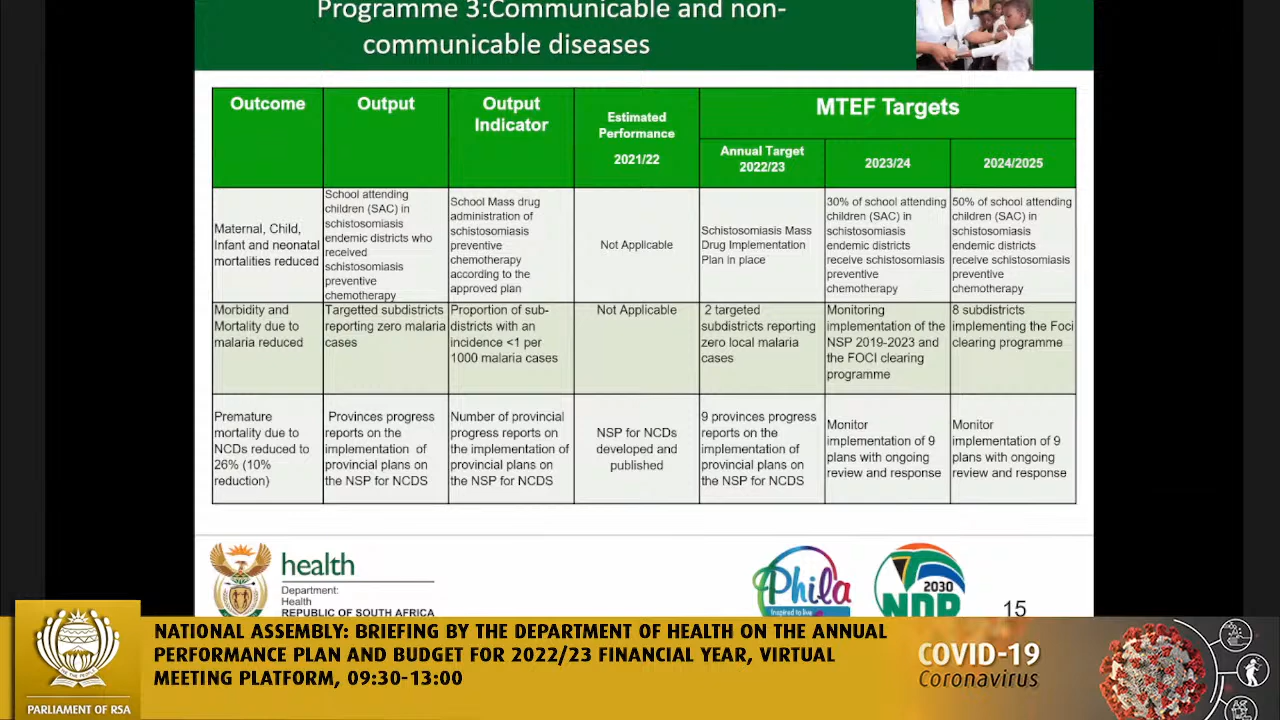 Programme 3:Communicable and non-
communicable diseases
Outcome
Output
Output
Indicator
Estimated
Performance
2021/22
MTEF Targets
Annual Target
2022/23
2023/24
2024/2025
Maternal, Child,
Infant and neonatal
mortalities reduced
School attending
children (SAC) in
schistosomiasis
endemic districts who
received
schistosomiasis
preventive
chemotherapy
School Mass drug
administration of
schistosomiasis
preventive
chemotherapy
according to the
approved plan
Not Applicable
Schistosomiasis Mass
Drug Implementation
Plan in place
30% of school attending
children (SAC) in
schistosomiasis
endemic districts
receive schistosomiasis
preventive
chemotherapy
50% of school attending
children (SAC) in
schistosomiasis
endemic districts
receive schistosomiasis
preventive
chemotherapy
Morbidity and
Mortality due to
malaria reduced
Targetted subdistricts
reporting zero malaria
cases
Proportion of sub-
districts with an
incidence <1 per
1000 malaria cases
Not Applicable
2 targeted
subdistricts reporting
zero local malaria
cases
Monitoring
implementation of the
NSP 2019-2023 and
the FOCI clearing
programme
8 subdistricts
implementing the Foci
clearing programme
Premature
mortality due to
NCDs reduced to
26% (10%
reduction)
Provinces progress
reports on the
implementation of
provincial plans on
the NSP for NCDS
Number of provincial
progress reports on
the implementation of
provincial plans on
the NSP for NCDS
NSP for NCDs
developed and
published
9 provinces progress
reports on the
implementation of
provincial plans on
the NSP for NCDS
Monitor
implementation of 9
plans with ongoing
review and response
Monitor
implementation of 9
plans with ongoing
review and response
health
Department:
Health
REPUBLIC OF SOUTH AFRICA
Phila
Inspired to live
2030
NDP
15
PARLIAMENT OF RSA
NATIONAL ASSEMBLY: BRIEFING BY THE DEPARTMENT OF HEALTH ON THE ANNUAL
PERFORMANCE PLAN AND BUDGET FOR 2022/23 FINANCIAL YEAR, VIRTUAL
MEETING PLATFORM, 09:30-13:00
COVID-19
Coronavirus